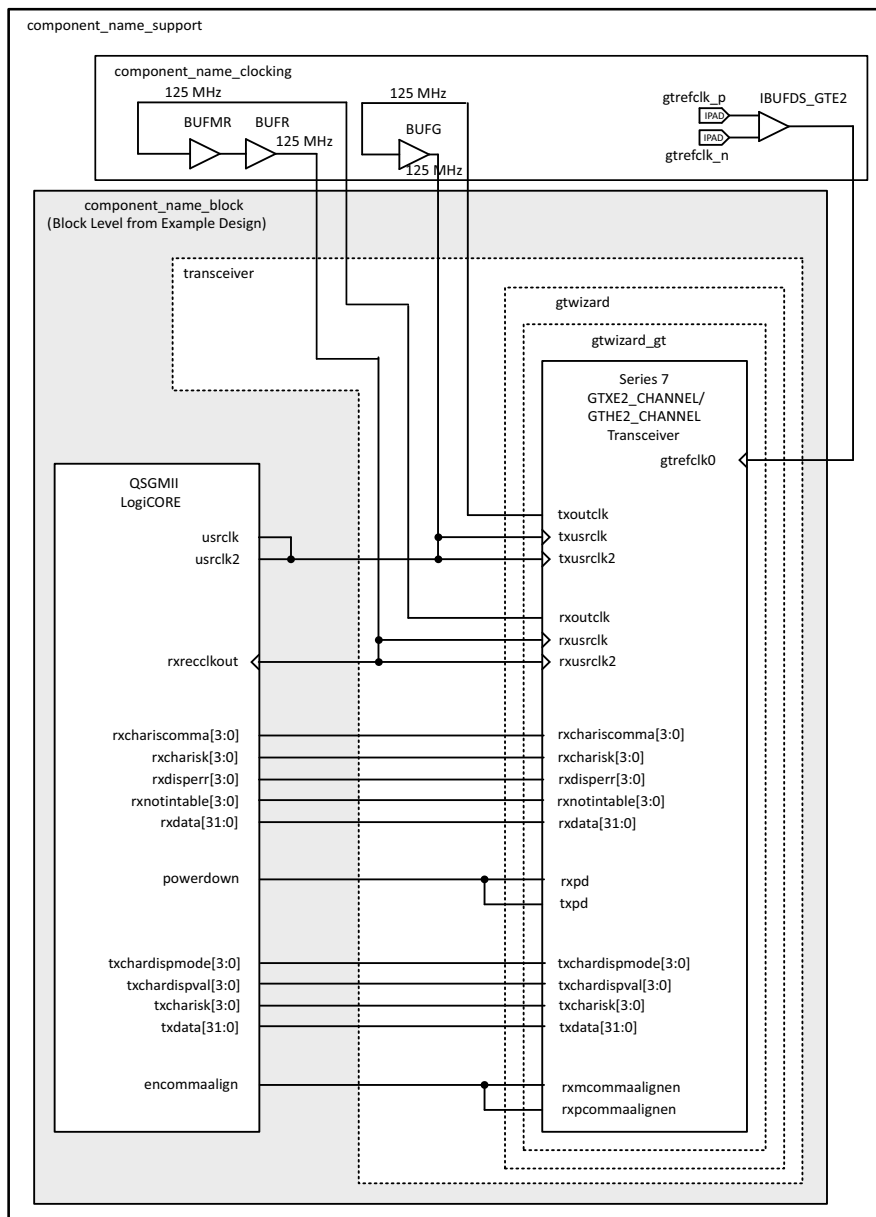 component_name_support
component_name_clocking
125 MHz
125 MHz
gtrefclk_p
IBUFDS_GTE2
BUFMR
BUFR
BUFG
IPAD
IPAD
125 MHz
gtrefclk_n
125 MHz
component_name_block
(Block Level from Example Design)
transceiver
gtwizard
gtwizard_gt
Series 7
GTXE2_CHANNEL/
GTHE2_CHANNEL
Transceiver
gtrefclk0
QSGMII
LogiCORE
txoutclk
usrclk
txusrclk
usrclk2
txusrclk2
rxoutclk
rxusrclk
rxrecclkout
rxusrclk2
rxchariscomma[3:0]
rxchariscomma[3:0]
rxcharisk[3:0]
rxcharisk[3:0]
rxdisperr[3:0]
rxdisperr[3:0]
rxnotintable[3:0]
rxnotintable[3:0]
rxdata[31:0]
rxdata[31:0]
powerdown
rxpd
txpd
txchardispmode[3:0]
txchardispmode[3:0]
txchardispval[3:0]
txchardispval[3:0]
txcharisk[3:0]
txcharisk[3:0]
txdata[31:0]
txdata[31:0]
encommaalign
rxmcommaalignen
rxpcommaalignen